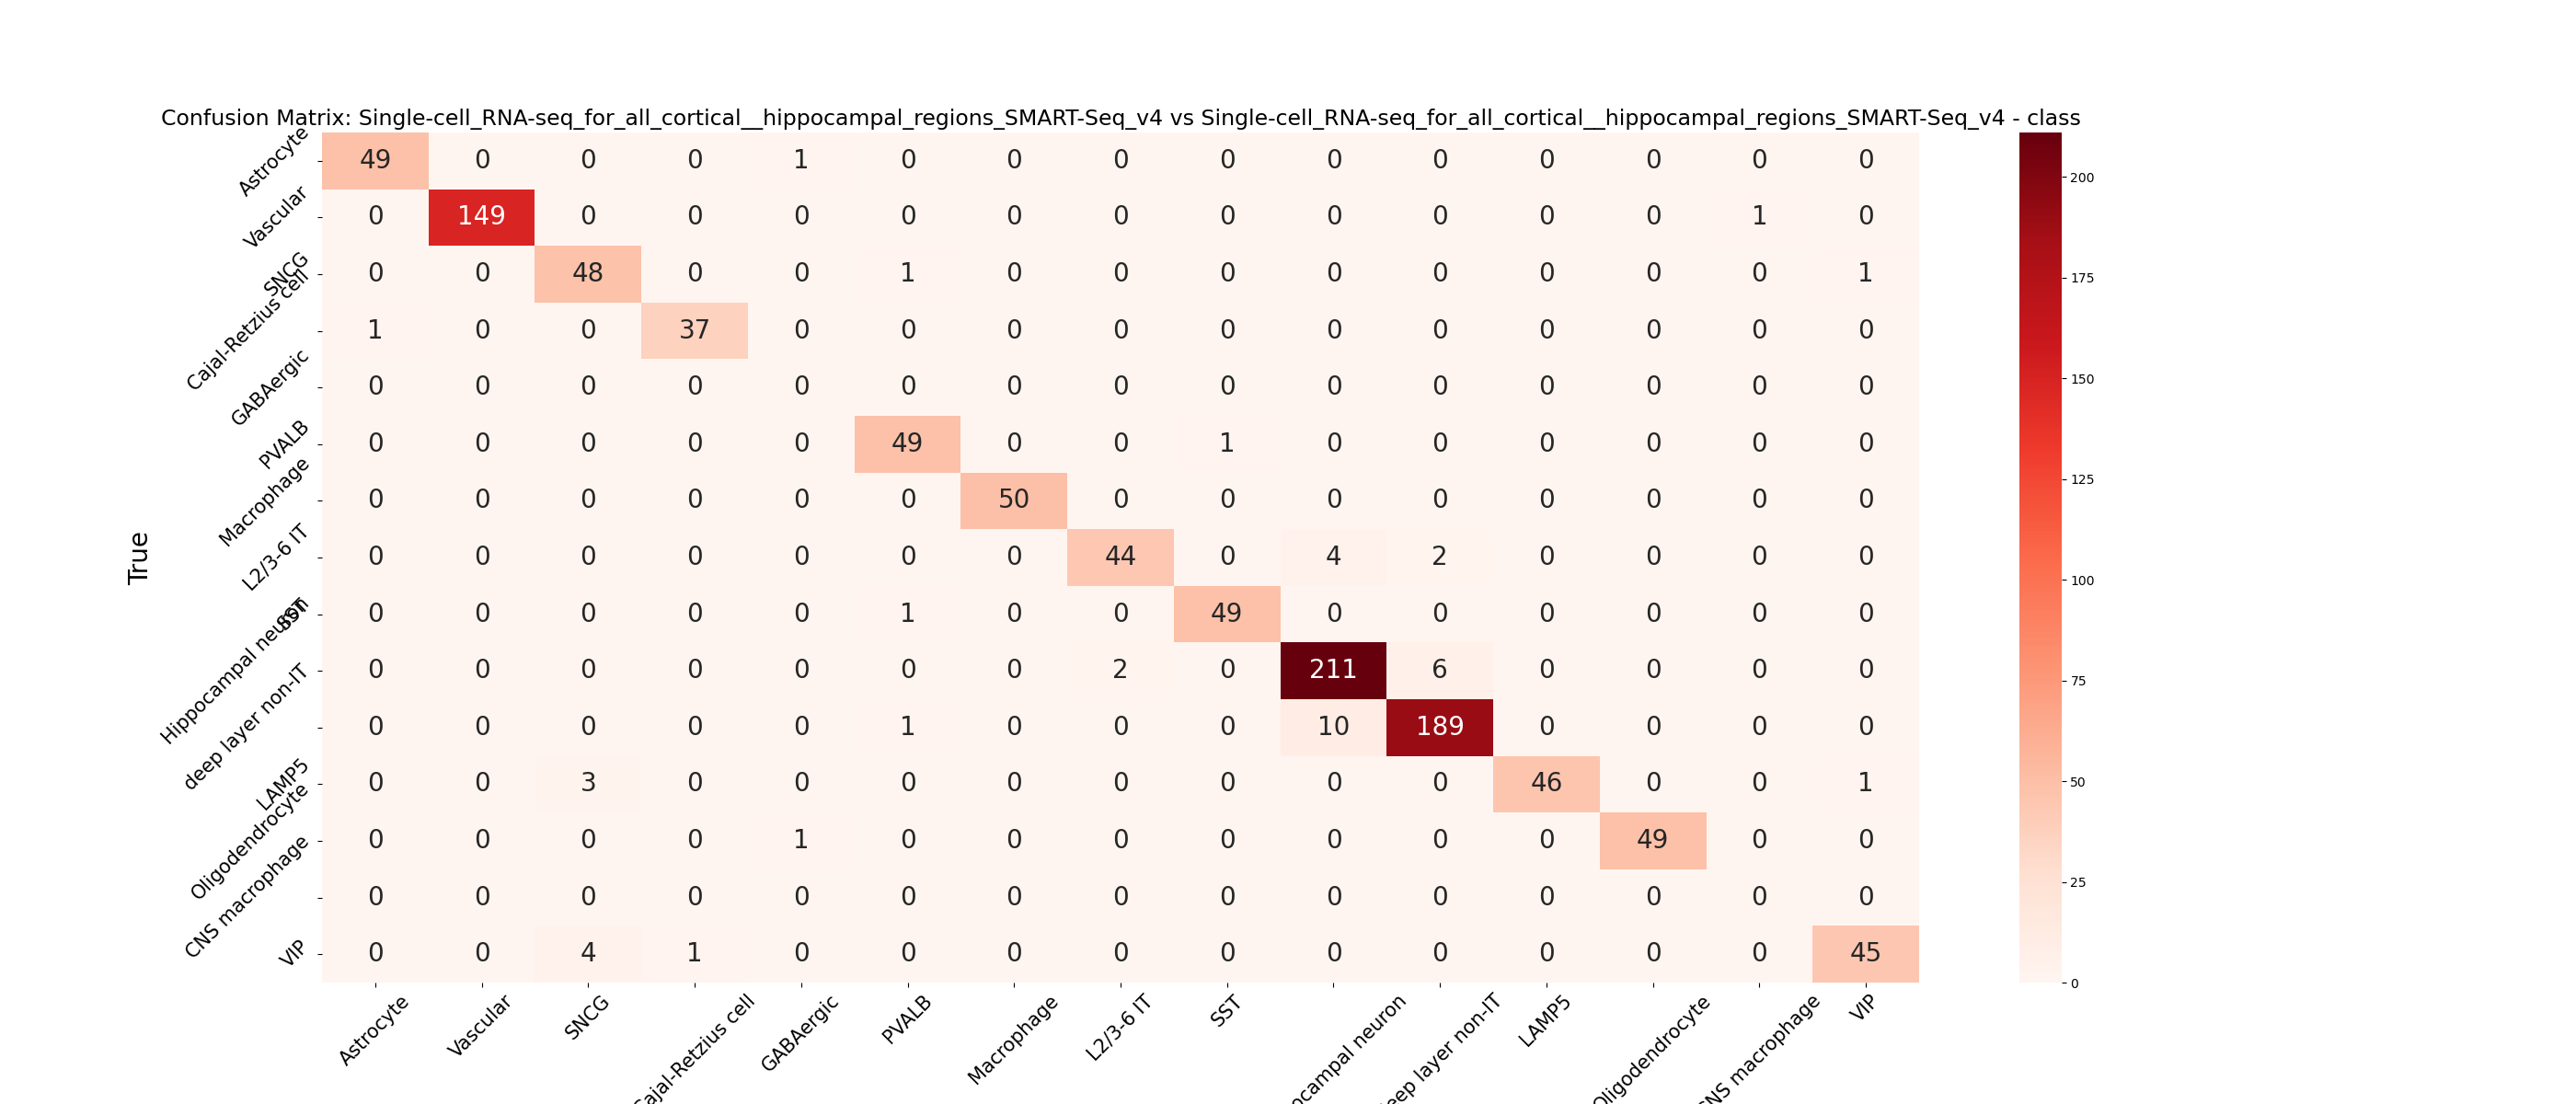 Confusion Matrix: Single-cell_RNA-seq_for_all_cortical__hippocampal_regions_SMART-Seq_v4 vs Single-cell_RNA-seq_for_all_cortical__hippocampal_regions_SMART-Seq_v4 - class
True
Astrocyte 49 0 0 0 1 0 0 0 0 0 0 0 0 0 0
Vascular 0 149 0 0 0 0 0 0 0 0 0 0 0 1 0
SNCG 0 0 48 0 0 1 0 0 0 0 0 0 0 0 1
Cajal-Retzius cell 1 0 0 37 0 0 0 0 0 0 0 0 0 0 0
GABAergic 0 0 0 0 0 0 0 0 0 0 0 0 0 0 0
PVALB 0 0 0 0 0 49 0 0 1 0 0 0 0 0 0
Macrophage 0 0 0 0 0 0 50 0 0 0 0 0 0 0 0
L2/3-6 IT 0 0 0 0 0 0 0 44 0 4 2 0 0 0 0
SST 0 0 0 0 0 1 0 0 49 0 0 0 0 0 0
Hippocampal neuron 0 0 0 0 0 0 0 2 0 211 6 0 0 0 0
deep layer non-IT 0 0 0 0 0 1 0 0 0 10 189 0 0 0 0
LAMP5 0 0 3 0 0 0 0 0 0 0 0 46 0 0 1
Oligodendrocyte 0 0 0 0 1 0 0 0 0 0 0 0 49 0 0
CNS macrophage 0 0 0 0 0 0 0 0 0 0 0 0 0 0 0
VIP 0 0 4 1 0 0 0 0 0 0 0 0 0 0 45
Astrocyte
Vascular
SNCG
Cajal-Retzius cell
GABAergic
PVALB
Macrophage
L2/3-6 IT
SST
ocampal neuron
eep layer non-IT
LAMP5
Oligodendrocyte
CNS macrophage
VIP
200
175
150
125
100
75
50
25
0